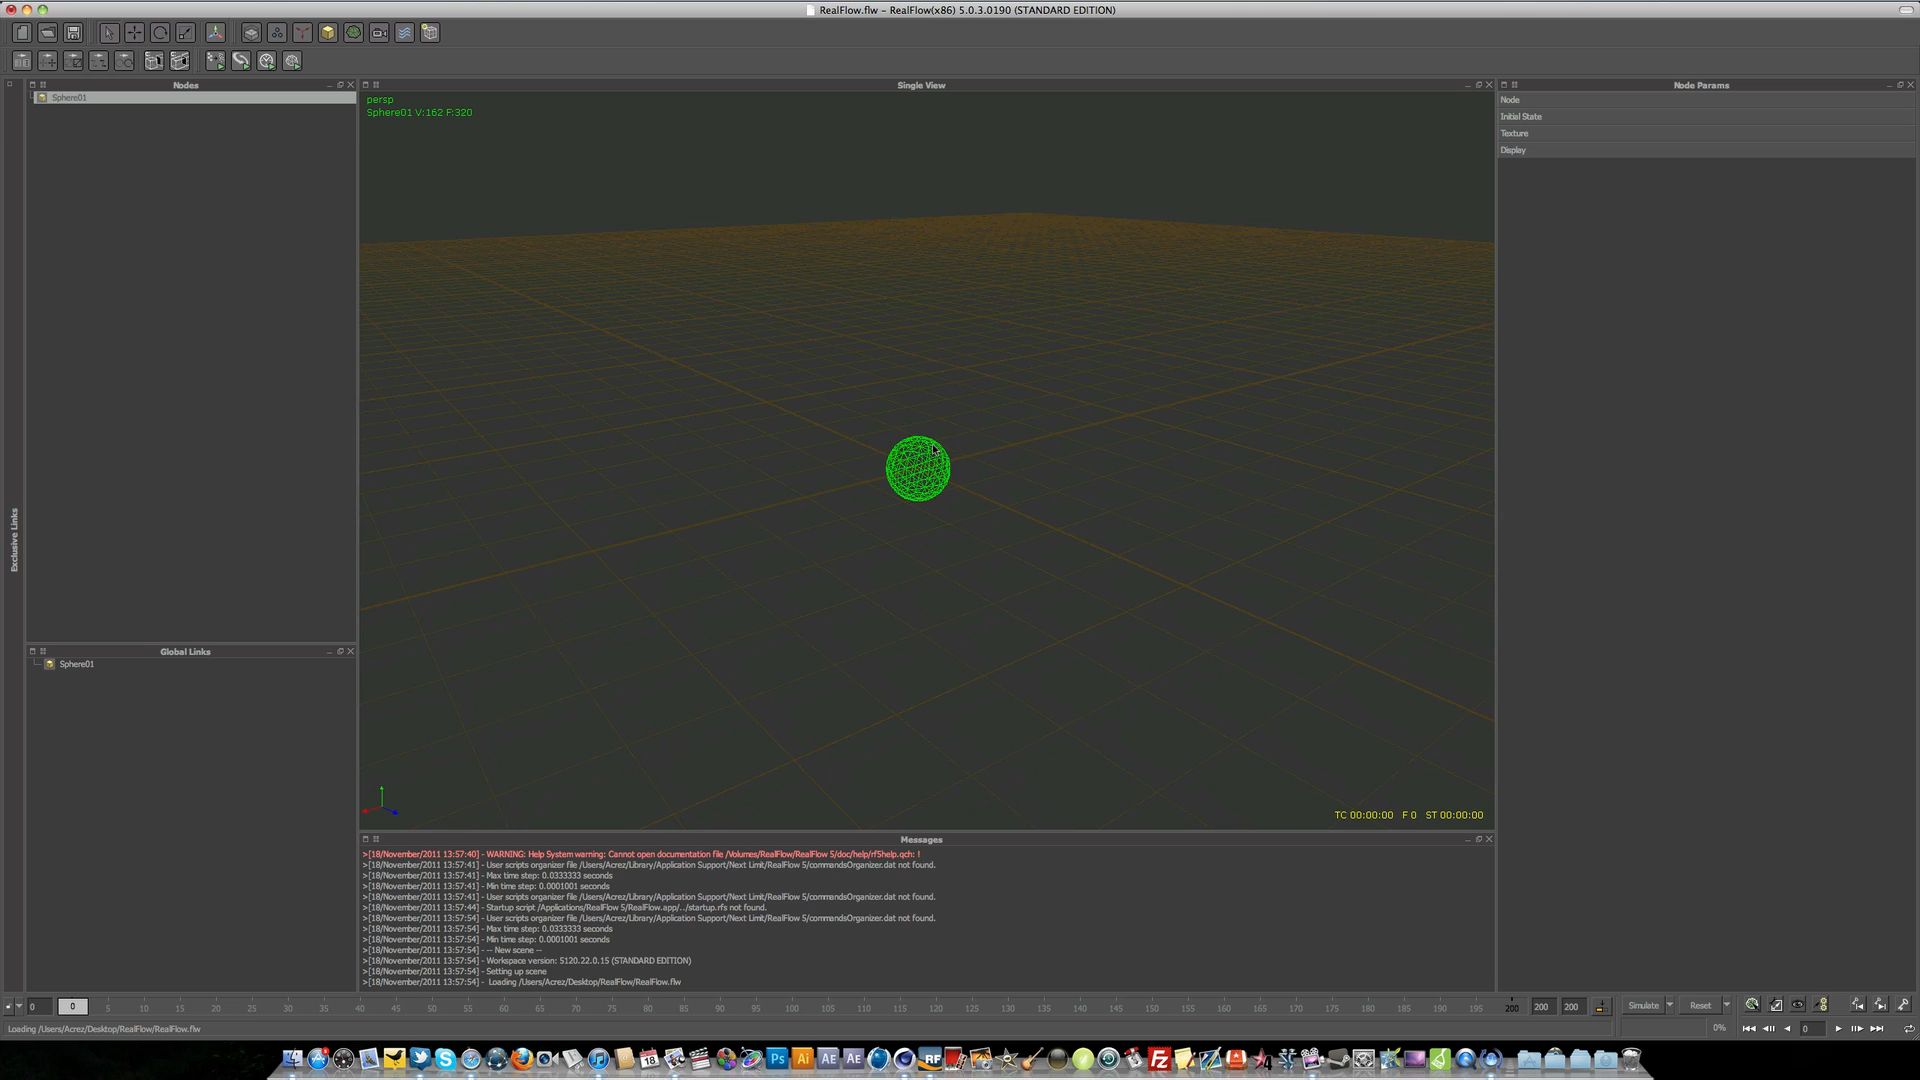 RealFlow.flw - RealFlow(x86) 5.0.3.0190 (STANDARD EDITION)
Nodes
Sphere01
Single View
persp
Sphere01 V:162 F:320
Node Params
Node
Initial State
Texture
Display
Exclusive Links
Global Links
Sphere01
TC 00:00:00 F 0 ST 00:00:00
Messages
>[18/November/2011 13:57:40] - WARNING: Help System warning: Cannot open documentation file /Volumes/RealFlow/RealFlow 5/doc/help/rf5help.qch: !
>[18/November/2011 13:57:41] - User scripts organizer file /Users/Acrez/Library/Application Support/Next Limit/RealFlow 5/commandsOrganizer.dat not found.
>[18/November/2011 13:57:41] - Max time step: 0.0333333 seconds
>[18/November/2011 13:57:41] - Min time step: 0.0001001 seconds
>[18/November/2011 13:57:41] - User scripts organizer file /Users/Acrez/Library/Application Support/Next Limit/RealFlow 5/commandsOrganizer.dat not found.
>[18/November/2011 13:57:44] - Startup script /Applications/RealFlow 5/RealFlow.app/../startup.rfs not found.
>[18/November/2011 13:57:54] - User scripts organizer file /Users/Acrez/Library/Application Support/Next Limit/RealFlow 5/commandsOrganizer.dat not found.
>[18/November/2011 13:57:54] - Max time step: 0.0333333 seconds
>[18/November/2011 13:57:54] - Min time step: 0.0001001 seconds
>[18/November/2011 13:57:54] - -- New scene --
>[18/November/2011 13:57:54] - Workspace version: 5120.22.0.15 (STANDARD EDITION)
>[18/November/2011 13:57:54] - Setting up scene
>[18/November/2011 13:57:54] - Loading /Users/Acrez/Desktop/RealFlow/RealFlow.flw
0 0 5 10 15 20 25 30 35 40 45 50 55 60 65 70 75 80 85 90 95 100 105 110 115 120 125 130 135 140 145 150 155 160 165 170 175 180 185 190 195 200 200 200 Simulate Reset
Loading /Users/Acrez/Desktop/RealFlow/RealFlow.flw
0% 0
18 Ps Ai AE AE RF FZ